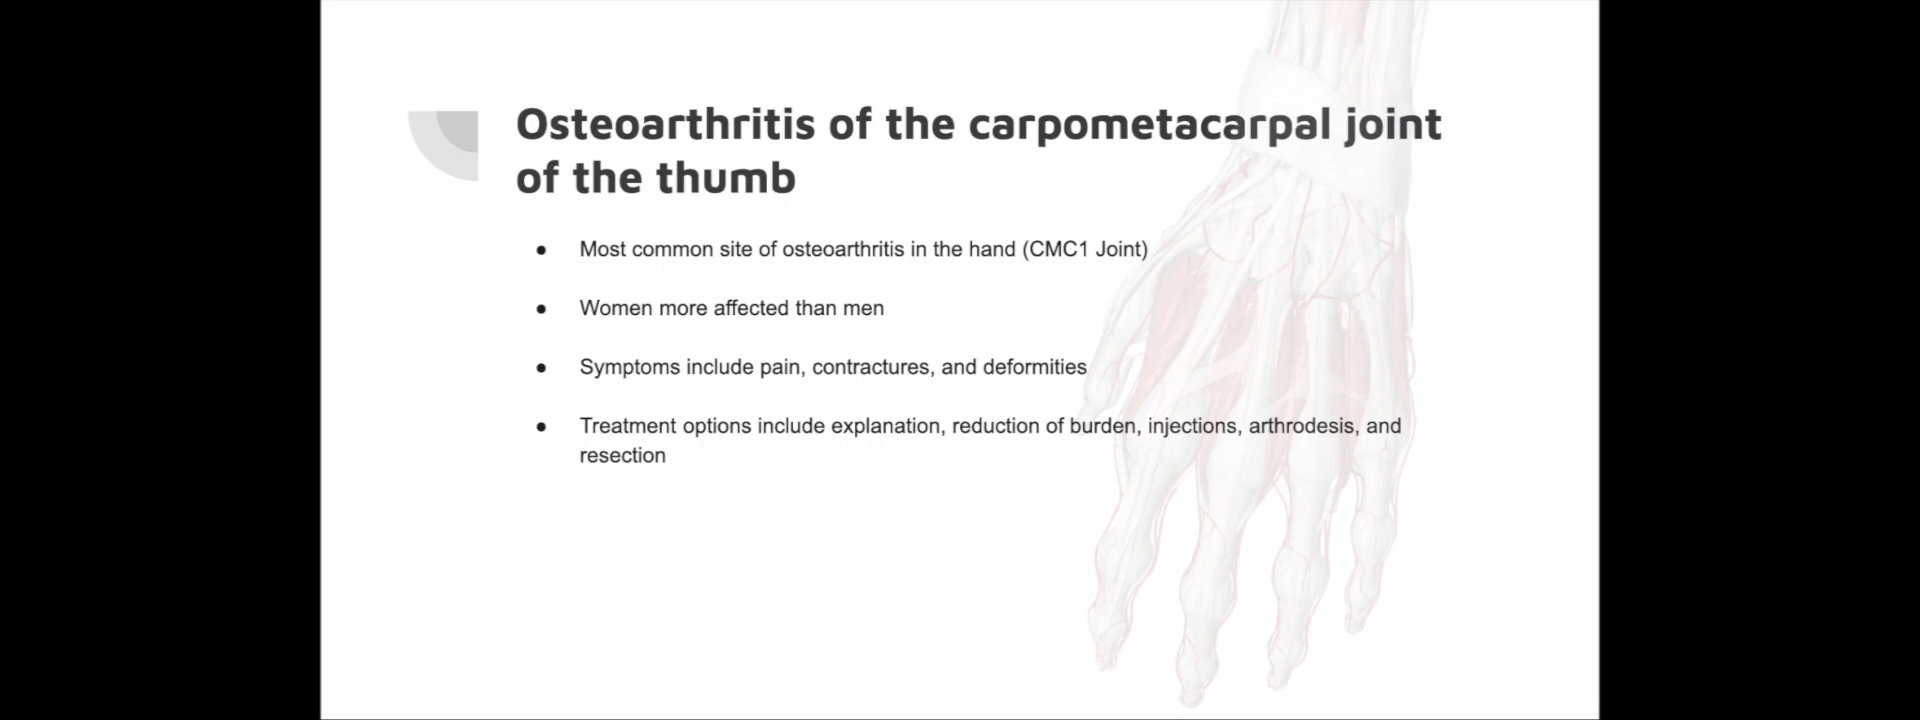 Osteoarthritis of the carpometacarpal joint
of the thumb
● Most common site of osteoarthritis in the hand (CMC1 Joint)
● Women more affected than men
● Symptoms include pain, contractures, and deformities
● Treatment options include explanation, reduction of burden, injections, arthrodesis, and
resection